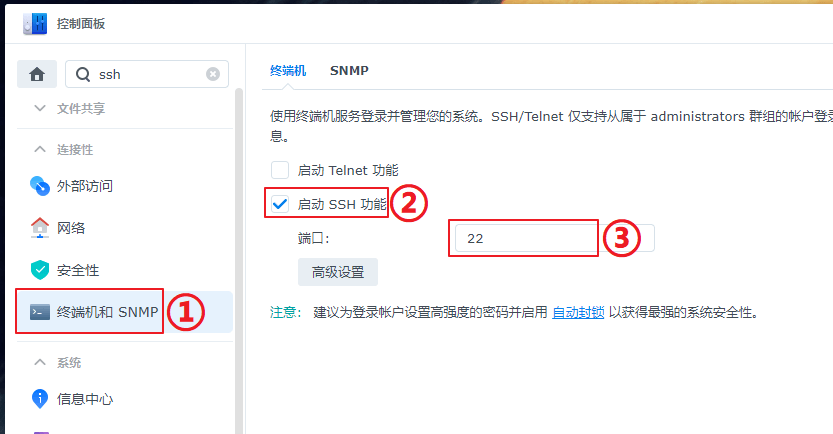 控制面板
ssh
文件共享
连接性
外部访问
网络
安全性
终端机和 SNMP
①
系统
信息中心
终端机
SNMP
使用终端机服务登录并管理您的系统。SSH/Telnet 仅支持从属于 administrators 群组的帐户登录
息。
启动 Telnet 功能
启动 SSH 功能
②
端口:
22
③
高级设置
注意: 建议为登录帐户设置高强度的密码并启用 自动封锁 以获得最强的系统安全性。